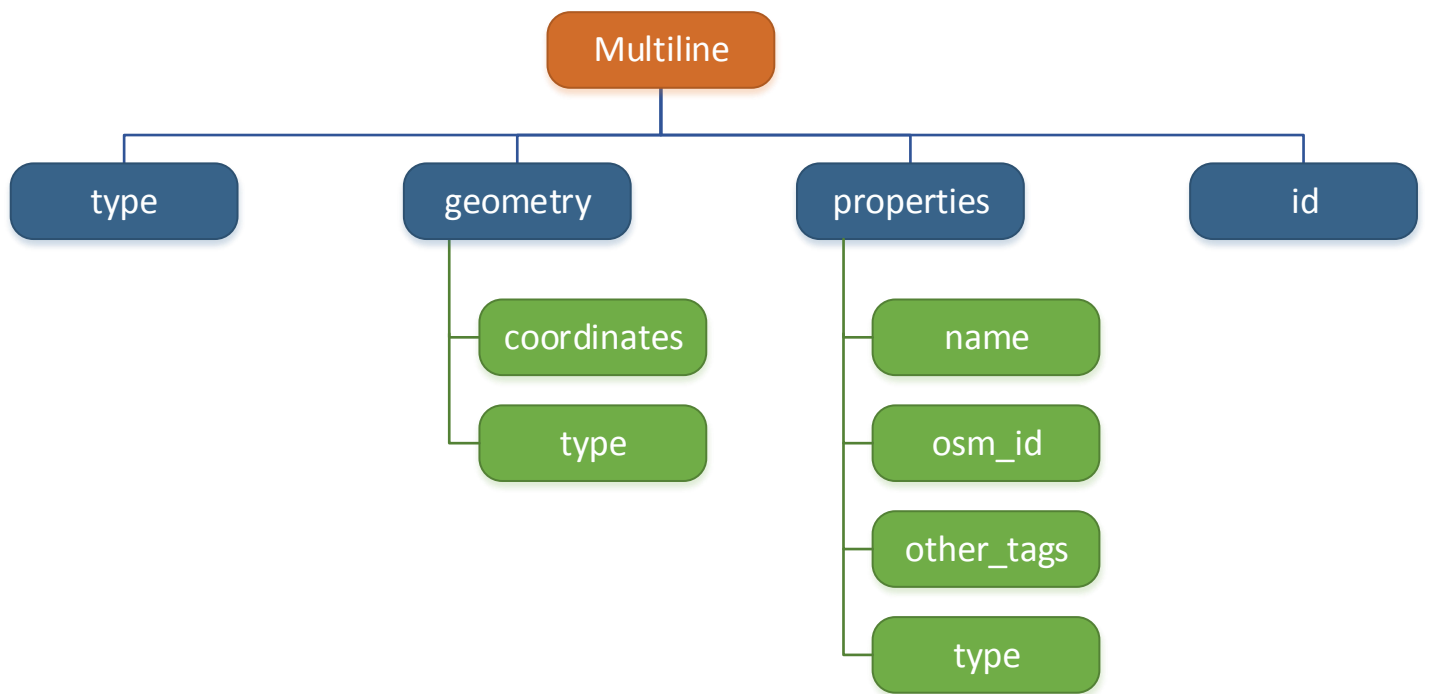 Multiline
type
geometry
properties
id
coordinates
name
type
osm_id
other_tags
type